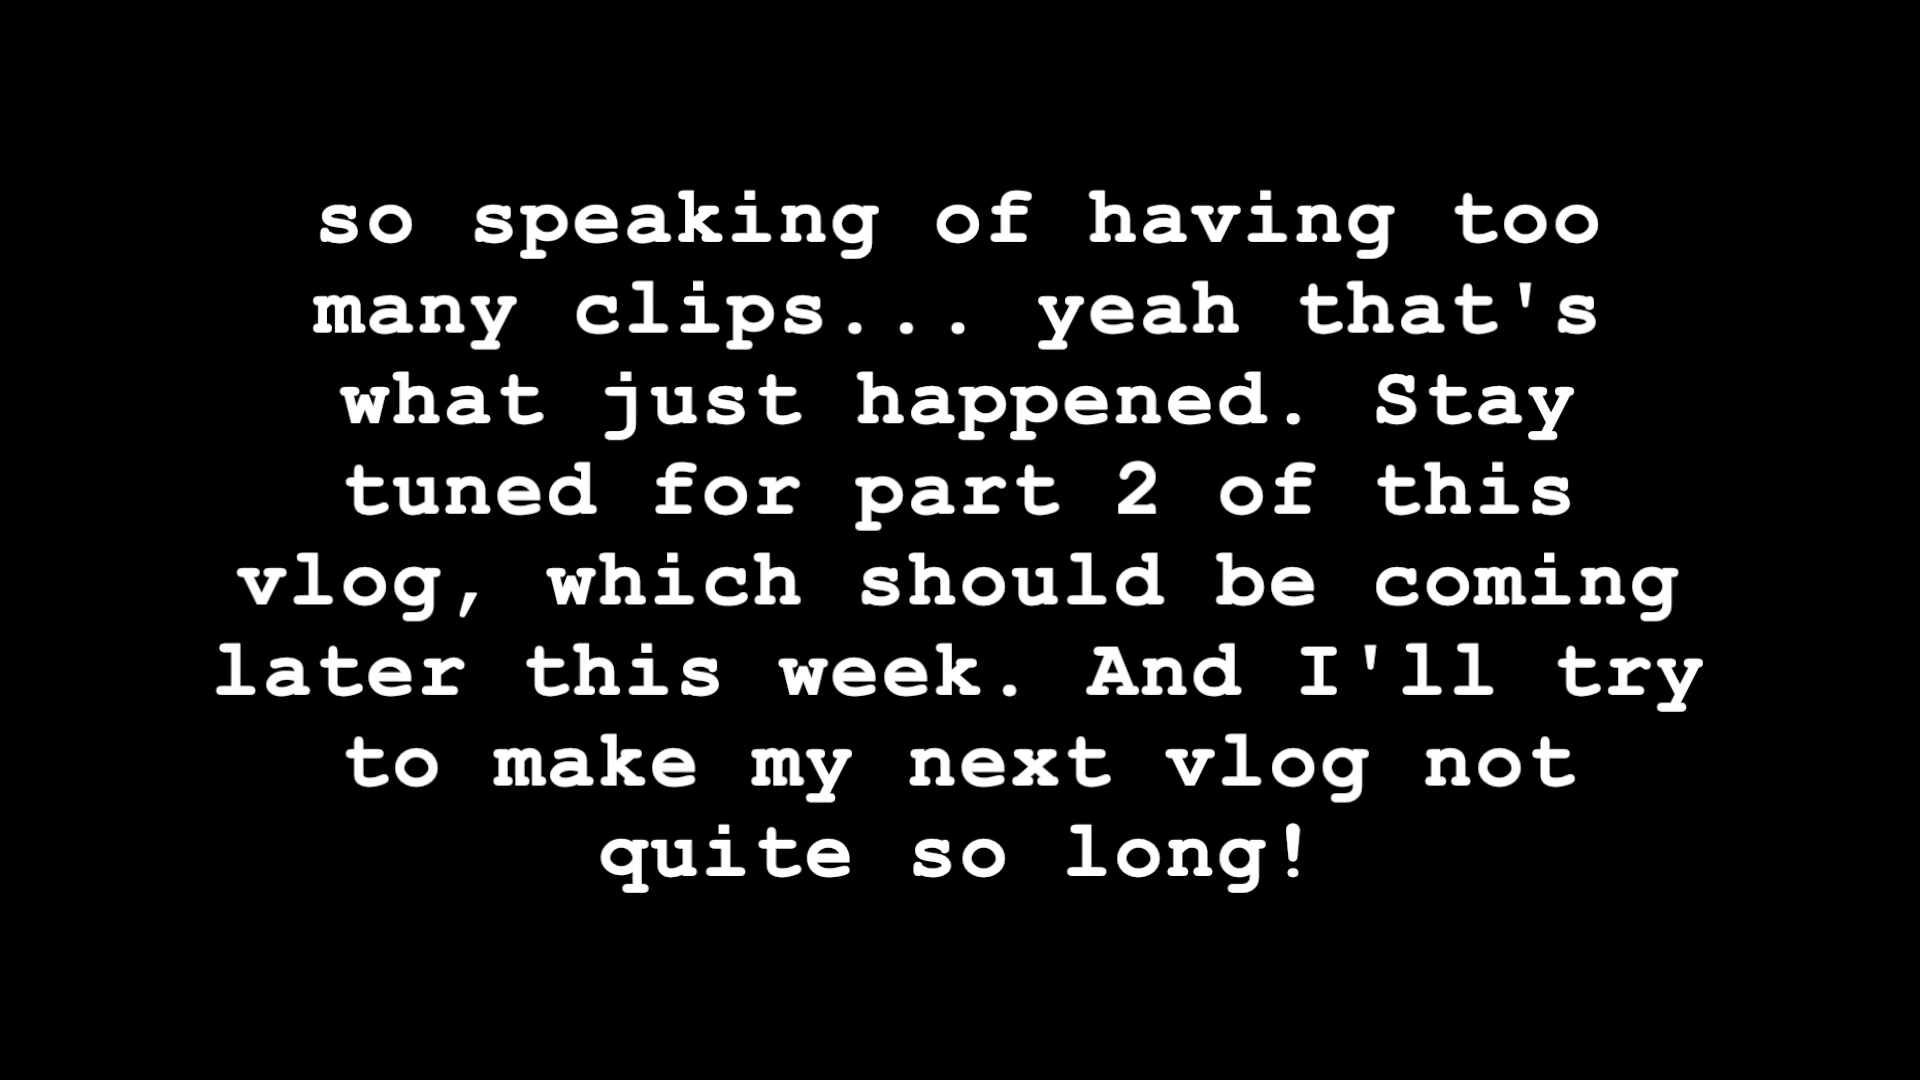 so speaking of having too
many clips... yeah that's
what just happened. Stay
tuned for part 2 of this
vlog, which should be coming
later this week. And I'll try
to make my next vlog not
quite so long!